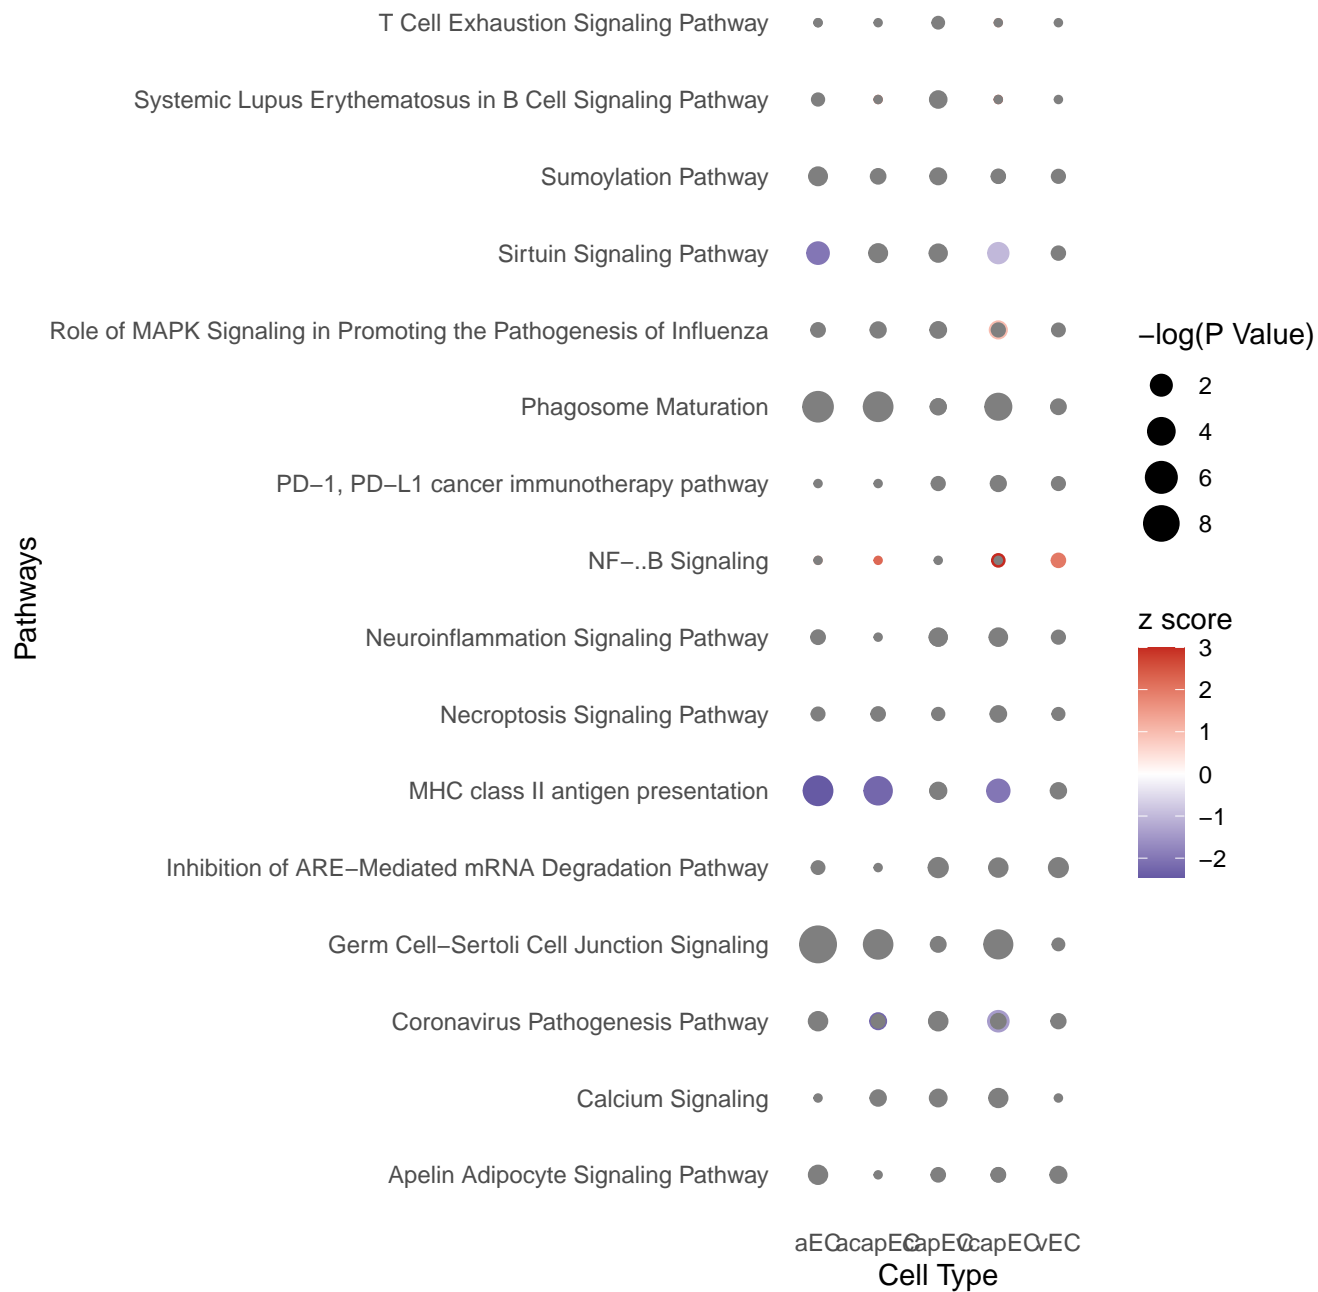 T Cell Exhaustion Signaling Pathway
Systemic Lupus Erythematosus in B Cell Signaling Pathway
Sumoylation Pathway
Sirtuin Signaling Pathway
Role of MAPK Signaling in Promoting the Pathogenesis of Influenza
Phagosome Maturation
PD−1, PD−L1 cancer immunotherapy pathway
NF−..B Signaling
Neuroinflammation Signaling Pathway
Necroptosis Signaling Pathway
MHC class II antigen presentation
Inhibition of ARE−Mediated mRNA Degradation Pathway
Germ Cell−Sertoli Cell Junction Signaling
Coronavirus Pathogenesis Pathway
Calcium Signaling
Apelin Adipocyte Signaling Pathway
Pathways
aEC acapEC capEC vcapEC vEC
Cell Type
−log(P Value)
2
4
6
8
z score
3
2
1
0
−1
−2